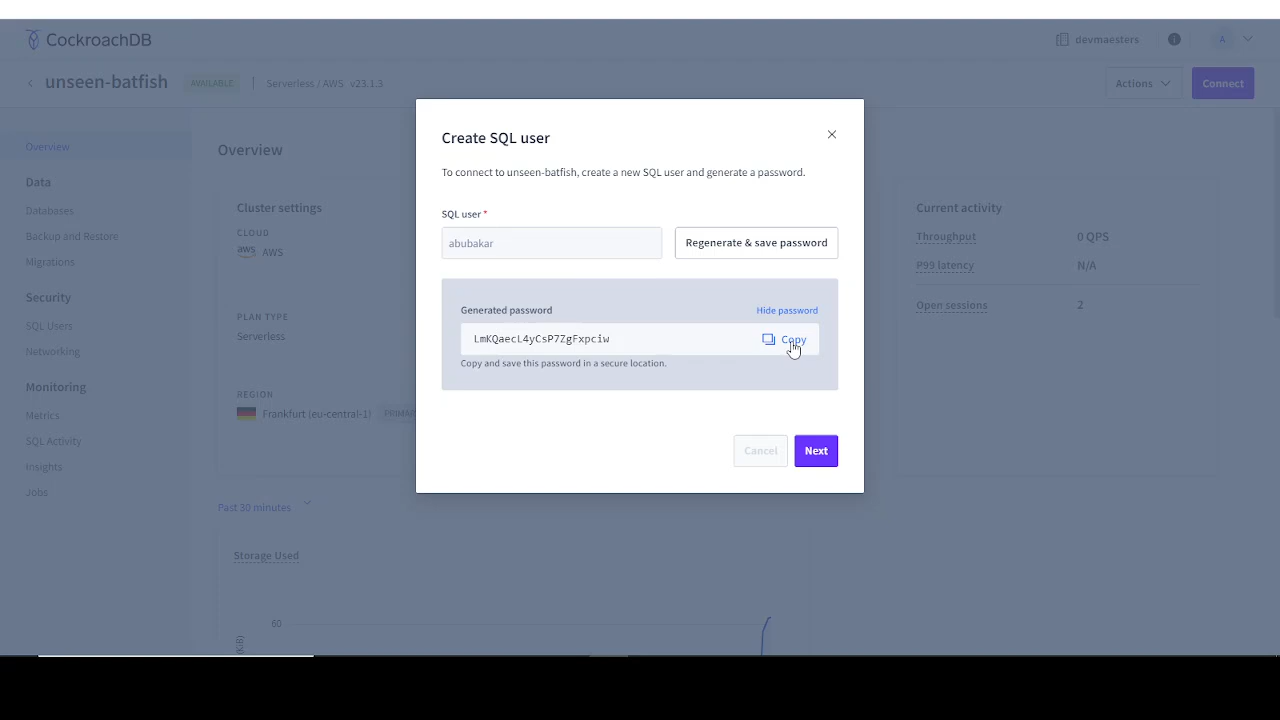 CockroachDB
devmaesters
A
unseen-batfish
AVAILABLE
Serveless / AWS v23.1.3
Actions
Connect
Overview
Data
Databases
Backup and Restore
Migrations
Security
SQL Users
Networking
Monitoring
Metrics
SQL Activity
Insights
Jobs
Overview
Cluster settings
CLOUD
aws AWS
PLAN TYPE
Serverless
REGION
Frankfurt (eu-central-1)
Create SQL user
To connect to unseen-batfish, create a new SQL user and generate a password.
SQL user *
abubakar
Regenerate & save password
Generated password
Hide password
LmKQaecL4yCsP7ZgFxpciw
Copy
Copy and save this password in a secure location.
Cancel
Next
Current activity
Throughput 0 QPS
P99 latency N/A
Open sessions 2
Past 30 minutes
Storage Used
60
(KiB)